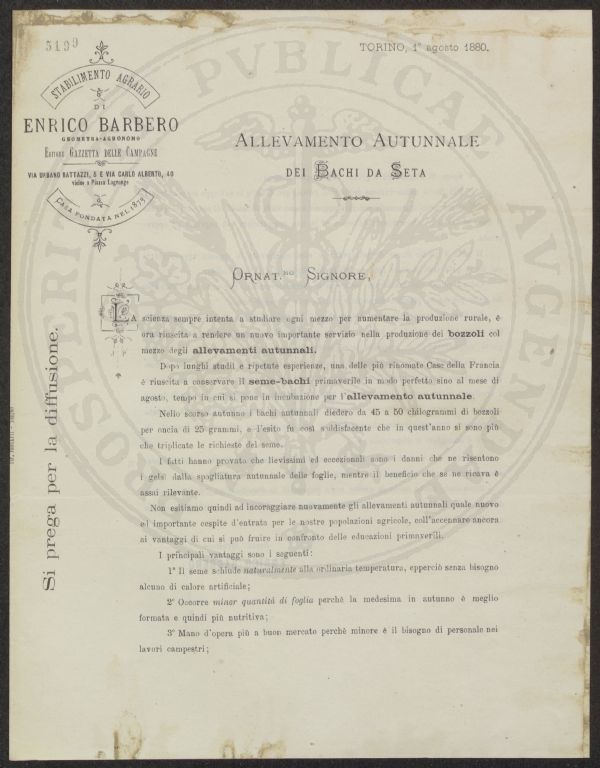 3199
TORINO, 1° agosto 1880.
STABILIMENTO AGRARIO
DI
ENRICO BARBERO
GEOMETRA-AGRONOMO
EDITORE GAZZETTA DELLE CAMPAGNE
VIA URBANO RATTAZZI, 5 E VIA CARLO ALBERTO, 40
vicino a Piazza Lagrange
CASA FONDATA NEL 1873
ALLEVAMENTO AUTUNNALE
DEI BACHI DA SETA
ORNAT.MO SIGNORE,
LA scienza sempre intenta a studiare ogni mezzo per aumentare la produzione rurale, è
ora riuscita a rendere un nuovo importante servizio nella produzione dei bozzoli col
mezzo degli allevamenti autunnali.
Dopo lunghi studii e ripetute esperienze, una delle più rinomate Case della Francia
è riuscita a conservare il seme-bachi primaverile in modo perfetto sino al mese di
agosto, tempo in cui si pone in incubazione per l'allevamento autunnale.
Nello scorso autunno i bachi autunnali diedero da 45 a 50 chilogrammi di bozzoli
per oncia di 25 grammi, e l'esito fu così soddisfacente che in quest'anno si sono più
che triplicate le richieste del seme.
I fatti hanno provato che lievissimi ed eccezionali sono i danni che ne risentono
i gelsi dalla spogliatura autunnale delle foglie, mentre il beneficio che se ne ricava è
assai rilevante.
Non esitiamo quindi ad incoraggiare nuovamente gli allevamenti autunnali quale nuovo
ed importante cespite d'entrata per le nostre popolazioni agricole, coll'accennare ancora
ai vantaggi di cui si può fruire in confronto delle educazioni primaverili.
I principali vantaggi sono i seguenti:
1° Il seme schiude naturalmente alla ordinaria temperatura, epperciò senza bisogno
alcuno di calore artificiale;
2° Occorre minor quantità di foglia perchè la medesima in autunno è meglio
formata e quindi più nutritiva;
3° Mano d'opera più a buon mercato perchè minore è il bisogno di personale nei
lavori campestri;
Si prega per la diffusione.